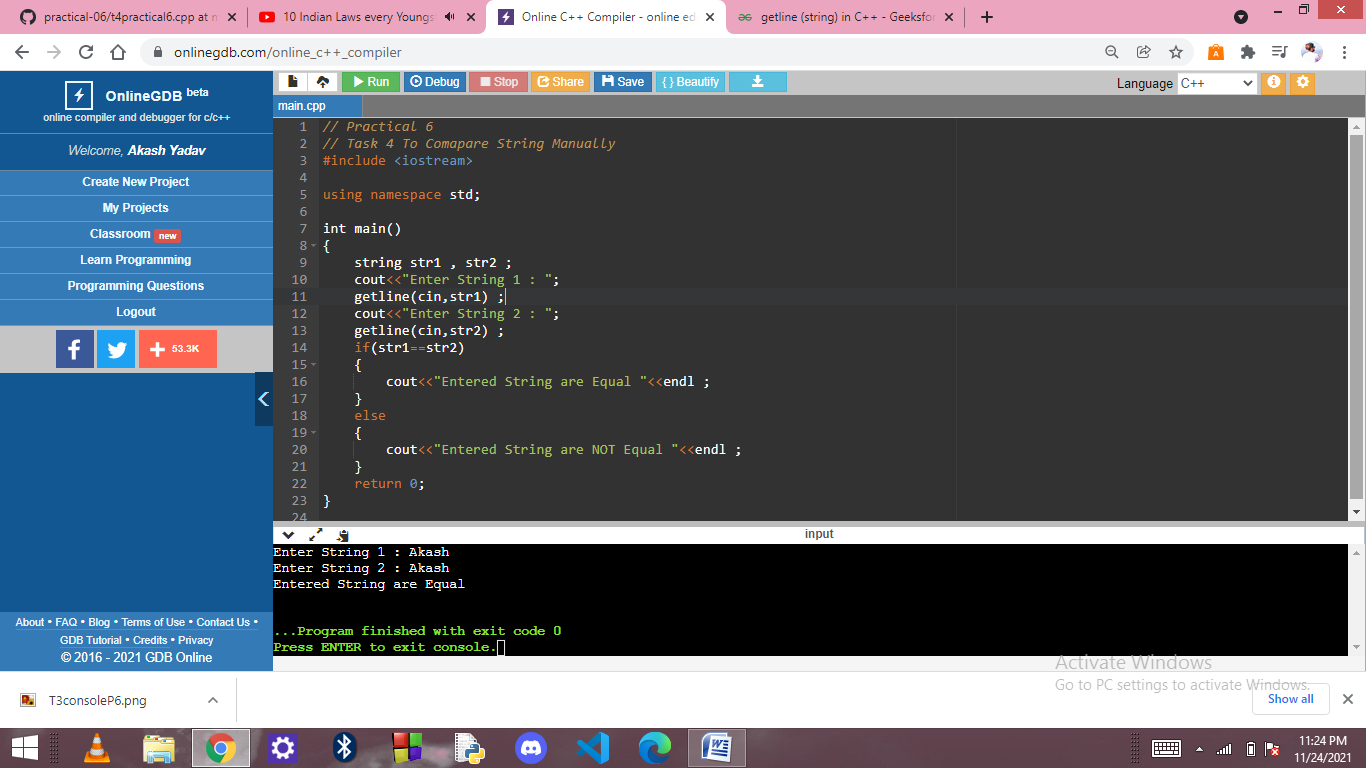 practical-06/t4practical6.cpp at m
10 Indian Laws every Youngs
Online C++ Compiler - online ed
getline (string) in C++ - Geeksfor
onlinegdb.com/online_c++_compiler
OnlineGDB beta
online compiler and debugger for c/c++
Welcome, Akash Yadav
Create New Project
My Projects
Classroom new
Learn Programming
Programming Questions
Logout
53.3K
About • FAQ • Blog • Terms of Use • Contact Us •
GDB Tutorial • Credits • Privacy
© 2016 - 2021 GDB Online
Run Debug Stop Share Save { } Beautify
Language C++
main.cpp
1 // Practical 6
2 // Task 4 To Comapare String Manually
3 #include <iostream>
4
5 using namespace std;
6
7 int main()
8 {
9 string str1 , str2 ;
10 cout<<"Enter String 1 : ";
11 getline(cin,str1) ;
12 cout<<"Enter String 2 : ";
13 getline(cin,str2) ;
14 if(str1==str2)
15 {
16 cout<<"Entered String are Equal "<<endl ;
17 }
18 else
19 {
20 cout<<"Entered String are NOT Equal "<<endl ;
21 }
22 return 0;
23 }
24
input
Enter String 1 : Akash
Enter String 2 : Akash
Entered String are Equal
...Program finished with exit code 0
Press ENTER to exit console.
Activate Windows
Go to PC settings to activate Windows.
T3consoleP6.png
Show all
11:24 PM
11/24/2021